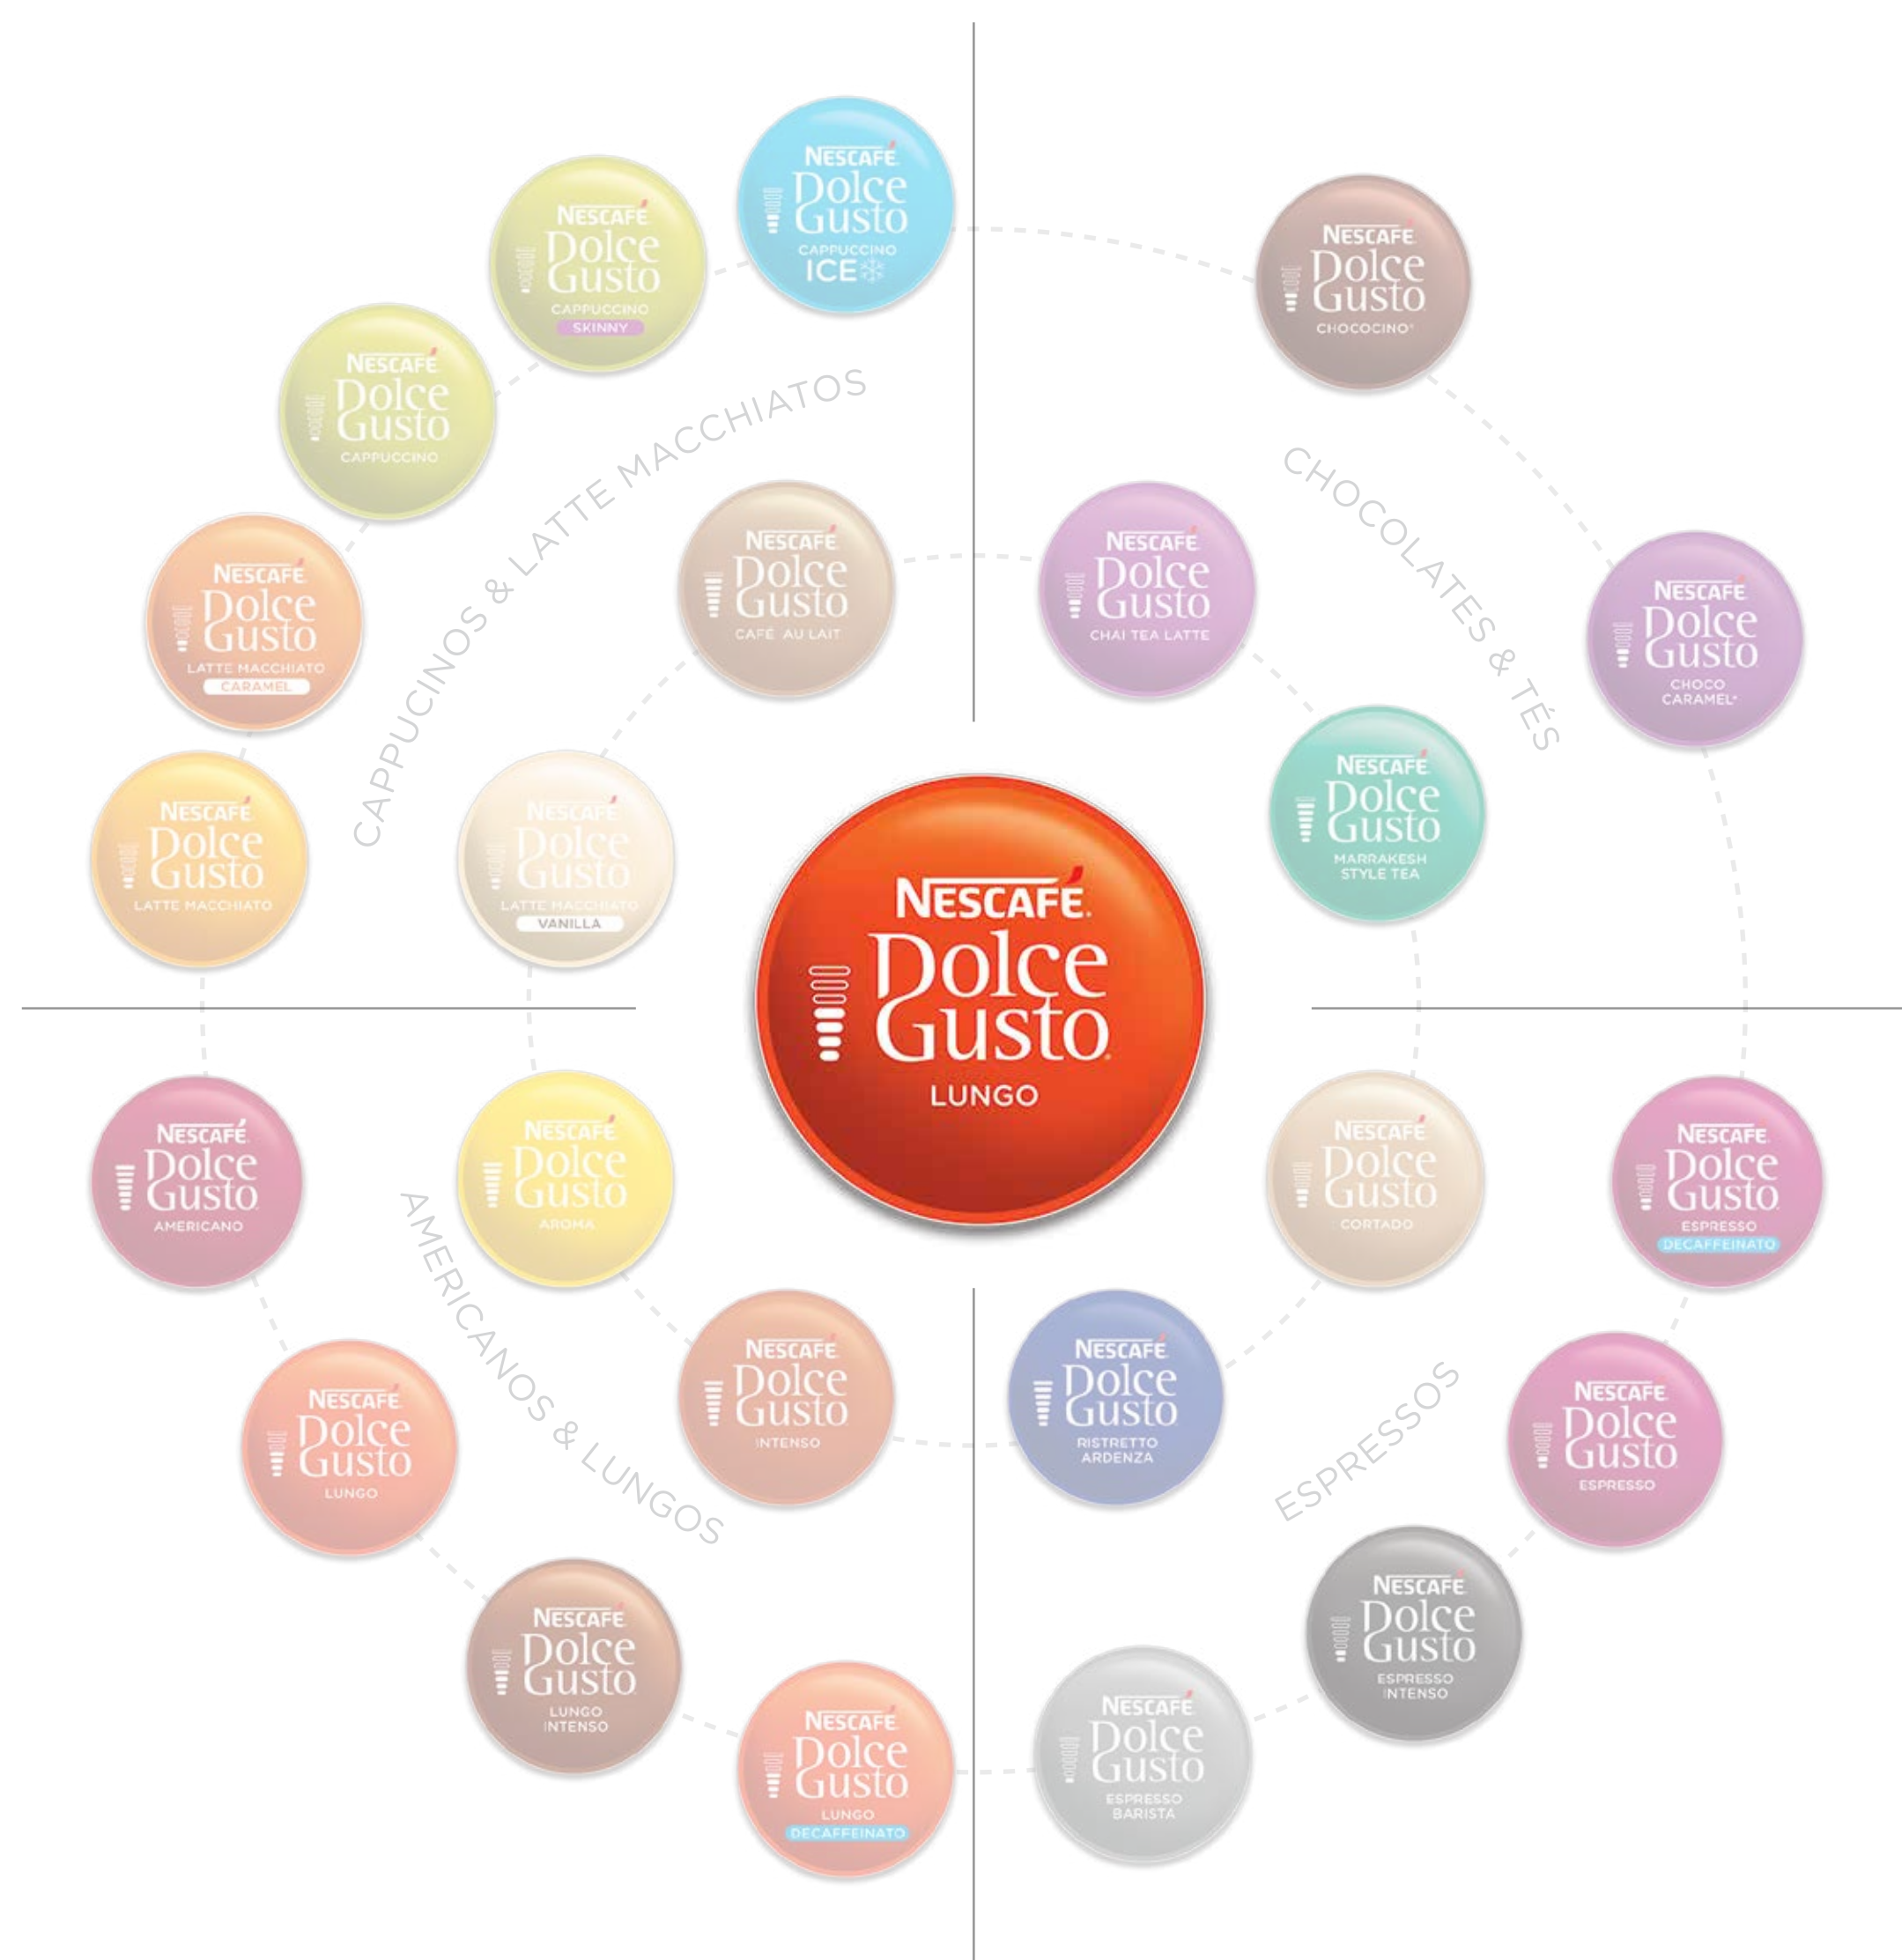 NESCAFÉ
Dolce
Gusto
CAPPUCCINO
ICE
NESCAFÉ
Dolce
Gusto
CAPPUCCINO
SKINNY
NESCAFÉ
Dolce
Gusto
CAPPUCCINO
NESCAFÉ
Dolce
Gusto
LATTE MACCHIATO
CARAMEL
NESCAFÉ
Dolce
Gusto
LATTE MACCHIATO
CAPPUCINOS & LATTE MACCHIATOS
NESCAFÉ
Dolce
Gusto
CAFÉ AU LAIT
NESCAFÉ
Dolce
Gusto
LATTE MACCHIATO
VANILLA
NESCAFÉ
Dolce
Gusto
CHOCOCINO*
CHOCOLATES & TÉS
NESCAFÉ
Dolce
Gusto
CHOCO
CARAMEL*
NESCAFÉ
Dolce
Gusto
CHAI TEA LATTE
NESCAFÉ
Dolce
Gusto
MARRAKESH
STYLE TEA
NESCAFÉ®
Dolce
Gusto®
LUNGO
NESCAFÉ
Dolce
Gusto
AMERICANO
NESCAFÉ
Dolce
Gusto
AROMA
AMERICANOS & LUNGOS
NESCAFÉ
Dolce
Gusto
INTENSO
NESCAFÉ
Dolce
Gusto
LUNGO
NESCAFÉ
Dolce
Gusto
LUNGO
INTENSO
NESCAFÉ
Dolce
Gusto
LUNGO
DECAFFEINATO
NESCAFÉ
Dolce
Gusto
CORTADO
NESCAFÉ
Dolce
Gusto
ESPRESSO
DECAFFEINATO
NESCAFÉ
Dolce
Gusto
RISTRETTO
ARDENZA
ESPRESSOS
NESCAFÉ
Dolce
Gusto
ESPRESSO
NESCAFÉ
Dolce
Gusto
ESPRESSO
INTENSO
NESCAFÉ
Dolce
Gusto
ESPRESSO
BARISTA